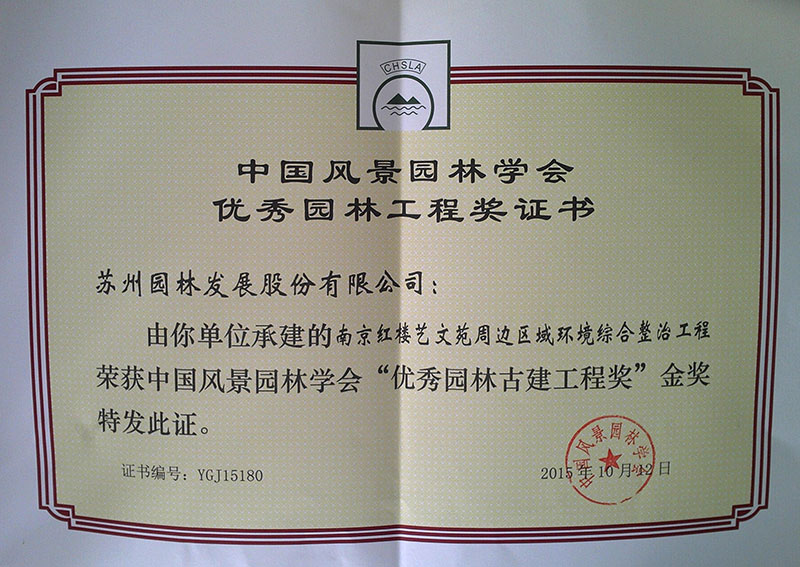 CHSLA
中国风景园林学会
优秀园林工程奖证书
苏州园林发展股份有限公司：
由你单位承建的南京红楼艺文苑周边区域环境综合整治工程
荣获中国风景园林学会“优秀园林古建工程奖”金奖
特发此证。
中国风景园林学会
证书编号：YGJ15180
2015年10月12日